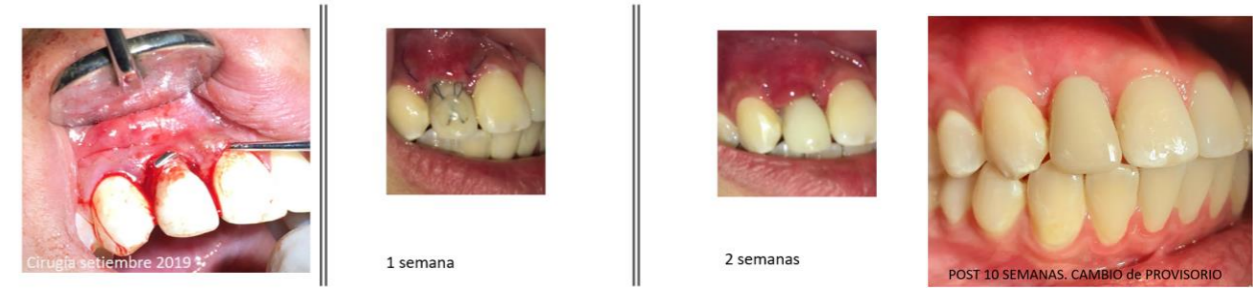 Cirugía setiembre 2019
1 semana
2 semanas
POST 10 SEMANAS. CAMBIO de PROVISORIO